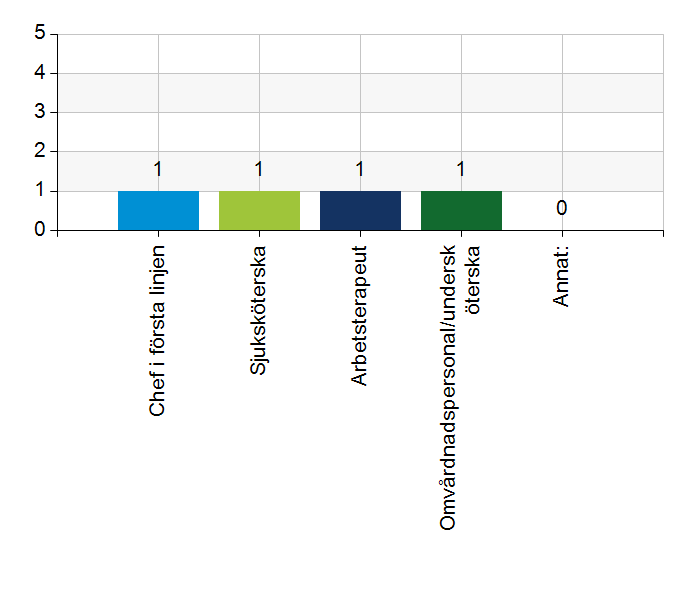 5
4
3
2
1
0
1
1
1
1
0
Chef i första linjen
Sjuksköterska
Arbetsterapeut
Omvårdnadspersonal/undersk
öterska
Annat: